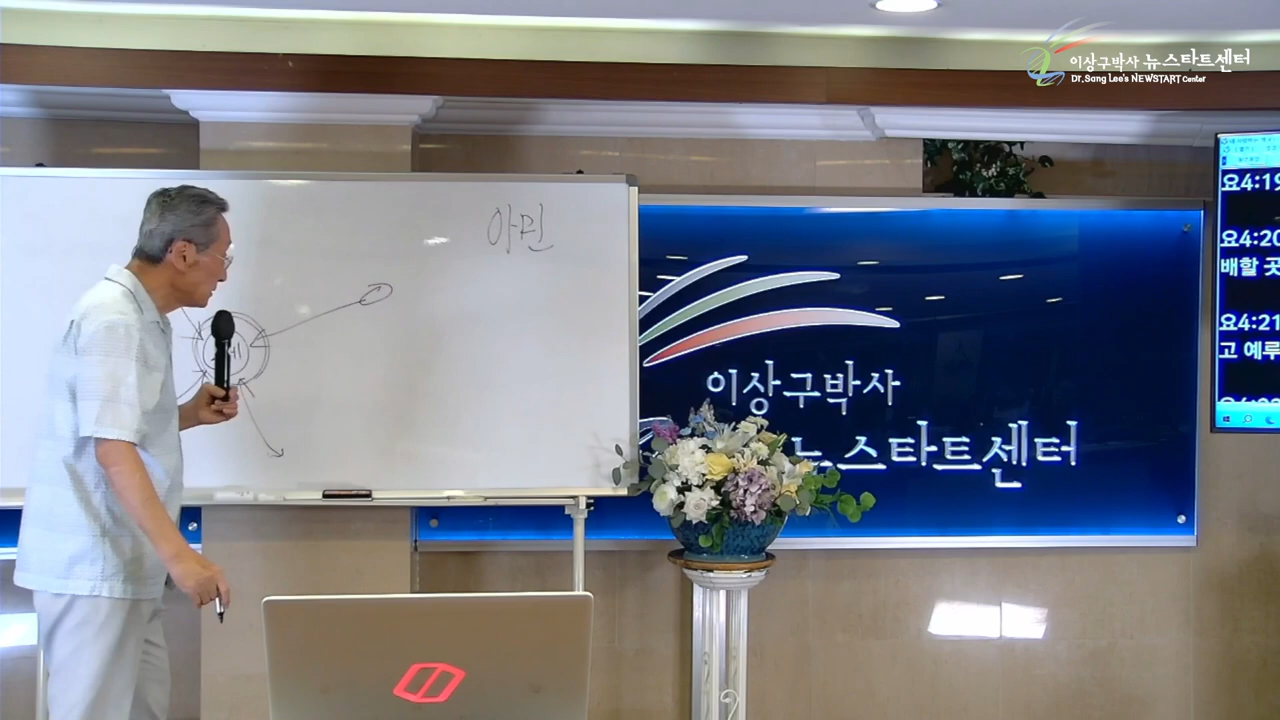 이상구박사 뉴스타트센터
Dr. Sang Lee's NEWSTART Center
아민
이상구박사
뉴스타트센터
요4:19
요4:20
배할 곳
요4:21
고 예루